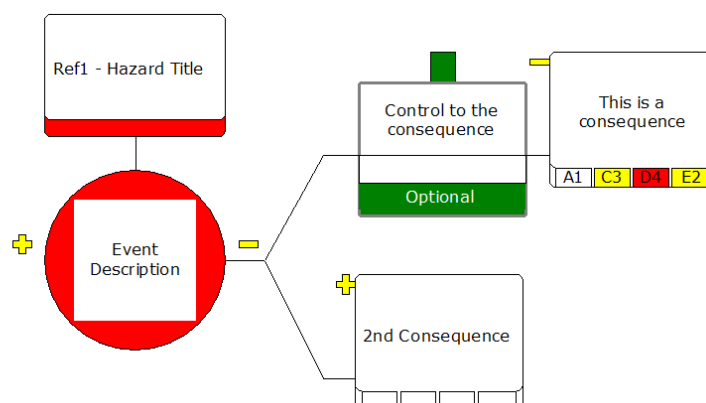 Ref1 - Hazard Title
Control to the
consequence
Optional
This is a
consequence
A1 C3 D4 E2
Event
Description
2nd Consequence